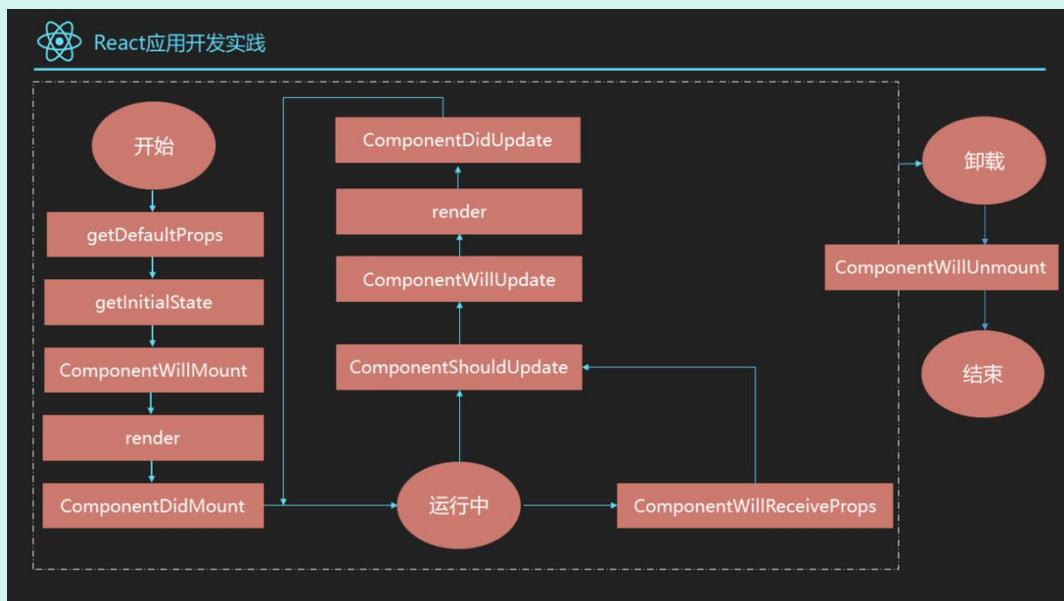 React应用开发实践
开始
getDefaultProps
getInitialState
ComponentWillMount
render
ComponentDidMount
ComponentDidUpdate
render
ComponentWillUpdate
ComponentShouldUpdate
运行中
ComponentWillReceiveProps
卸载
ComponentWillUnmount
结束